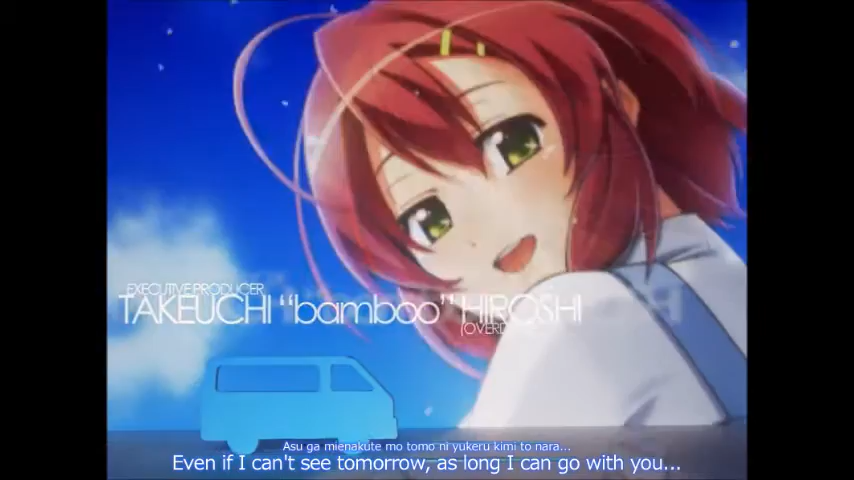 EXECUTIVE PRODUCER
TAKEUCHI “bamboo” HIROSHI
Asu ga mienakute mo tomo ni yukeru kimi to nara...
Even if I can't see tomorrow, as long I can go with you...